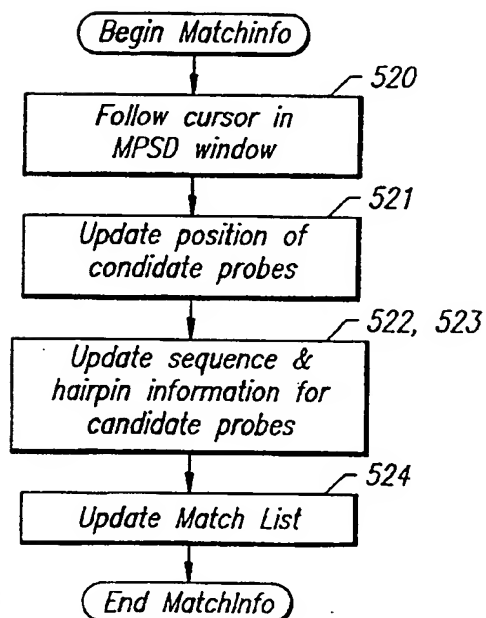 Begin Matchinfo
520
Follow cursor in
MPSD window
521
Update position of
condidate probes
522, 523
Update sequence &
hairpin information for
candidate probes
524
Update Match List
End MatchInfo